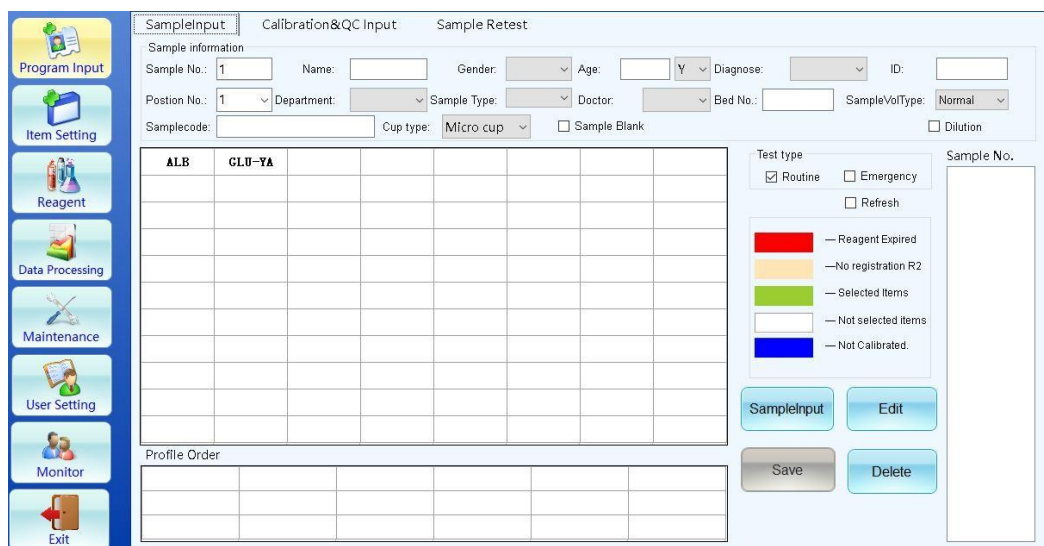 SampleInput Calibration&QC Input Sample Retest
Sample information
Sample No.: 1 Name: Gender: Age: Y Diagnose: ID:
Postion No.: 1 Department: Sample Type: Doctor: Bed No.: SampleVolType: Normal
Samplecode: Cup type: Micro cup Sample Blank Dilution
Program Input
Item Setting
Reagent
Data Processing
Maintenance
User Setting
Monitor
Exit
ALB GLU-YA
Profile Order
Test type
Routine Emergency
Refresh
— Reagent Expired
—No registration R2
— Selected Items
— Not selected items
— Not Calibrated.
SampleInput Edit
Save Delete
Sample No.